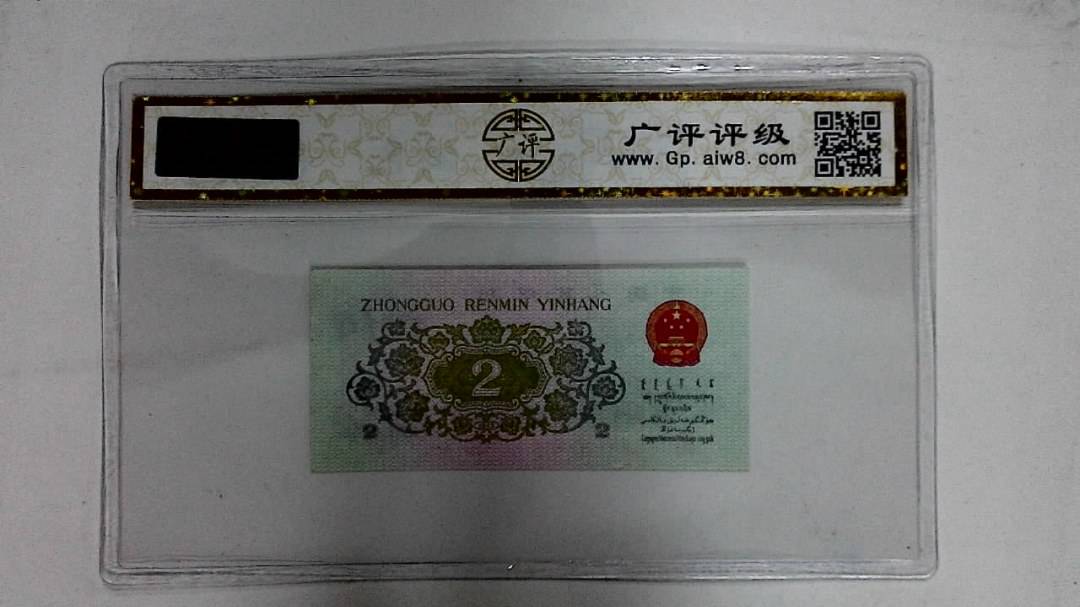 广评
广评评级
www.Gp.aiw8.com
ZHONGGUO RENMIN YINHANG
2
2 2